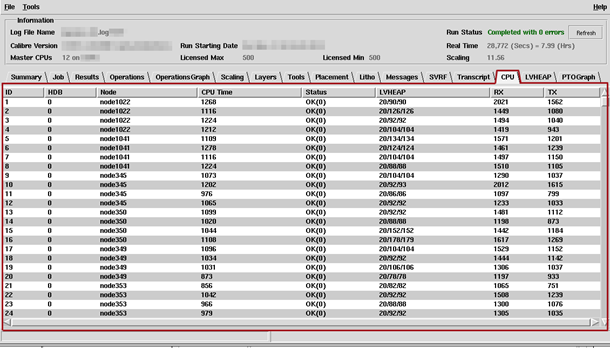 File Tools Help
Information
Log File Name .log Run Status Completed with 0 errors Refresh
Calibre Version Run Starting Date Real Time 28,772 (Secs) = 7.99 (Hrs)
Master CPUs 12 on Licensed Max 500 Licensed Min 500 Scaling 11.56
Summary Job Results Operations OperationsGraph Scaling Layers Tools Placement Litho Messages SVRF Transcript CPU LVHEAP PTOGraph
ID HDB Node CPU Time Status LVHEAP RX TX
1 0 node1022 1268 OK(0) 20/90/90 2021 1562
2 0 node1022 1116 OK(0) 20/126/126 1449 1080
3 0 node1022 1224 OK(0) 20/92/92 1494 1040
4 0 node1022 1212 OK(0) 20/104/104 1419 943
5 0 node1041 1109 OK(0) 20/134/134 1571 1201
6 0 node1041 1278 OK(0) 20/124/124 1461 1239
7 0 node1041 1116 OK(0) 20/104/104 1497 1150
8 0 node1041 1224 OK(0) 20/88/88 1510 1105
9 0 node345 1073 OK(0) 20/104/104 1290 1037
10 0 node345 1202 OK(0) 20/92/93 2012 1615
11 0 node345 976 OK(0) 20/86/86 1097 799
12 0 node345 1065 OK(0) 20/92/92 1233 1033
13 0 node350 1099 OK(0) 20/92/92 1481 1112
14 0 node350 1020 OK(0) 20/88/88 1198 873
15 0 node350 1044 OK(0) 20/152/152 1442 1184
16 0 node350 1108 OK(0) 20/178/179 1617 1269
17 0 node349 1096 OK(0) 20/104/104 1529 1152
18 0 node349 1034 OK(0) 20/92/92 1444 1142
19 0 node349 1031 OK(0) 20/106/106 1306 1037
20 0 node349 873 OK(0) 20/78/78 1197 933
21 0 node353 856 OK(0) 20/82/82 1065 751
22 0 node353 1042 OK(0) 20/92/92 1508 1239
23 0 node353 966 OK(0) 20/88/88 1300 1076
24 0 node353 979 OK(0) 20/92/92 1305 1035